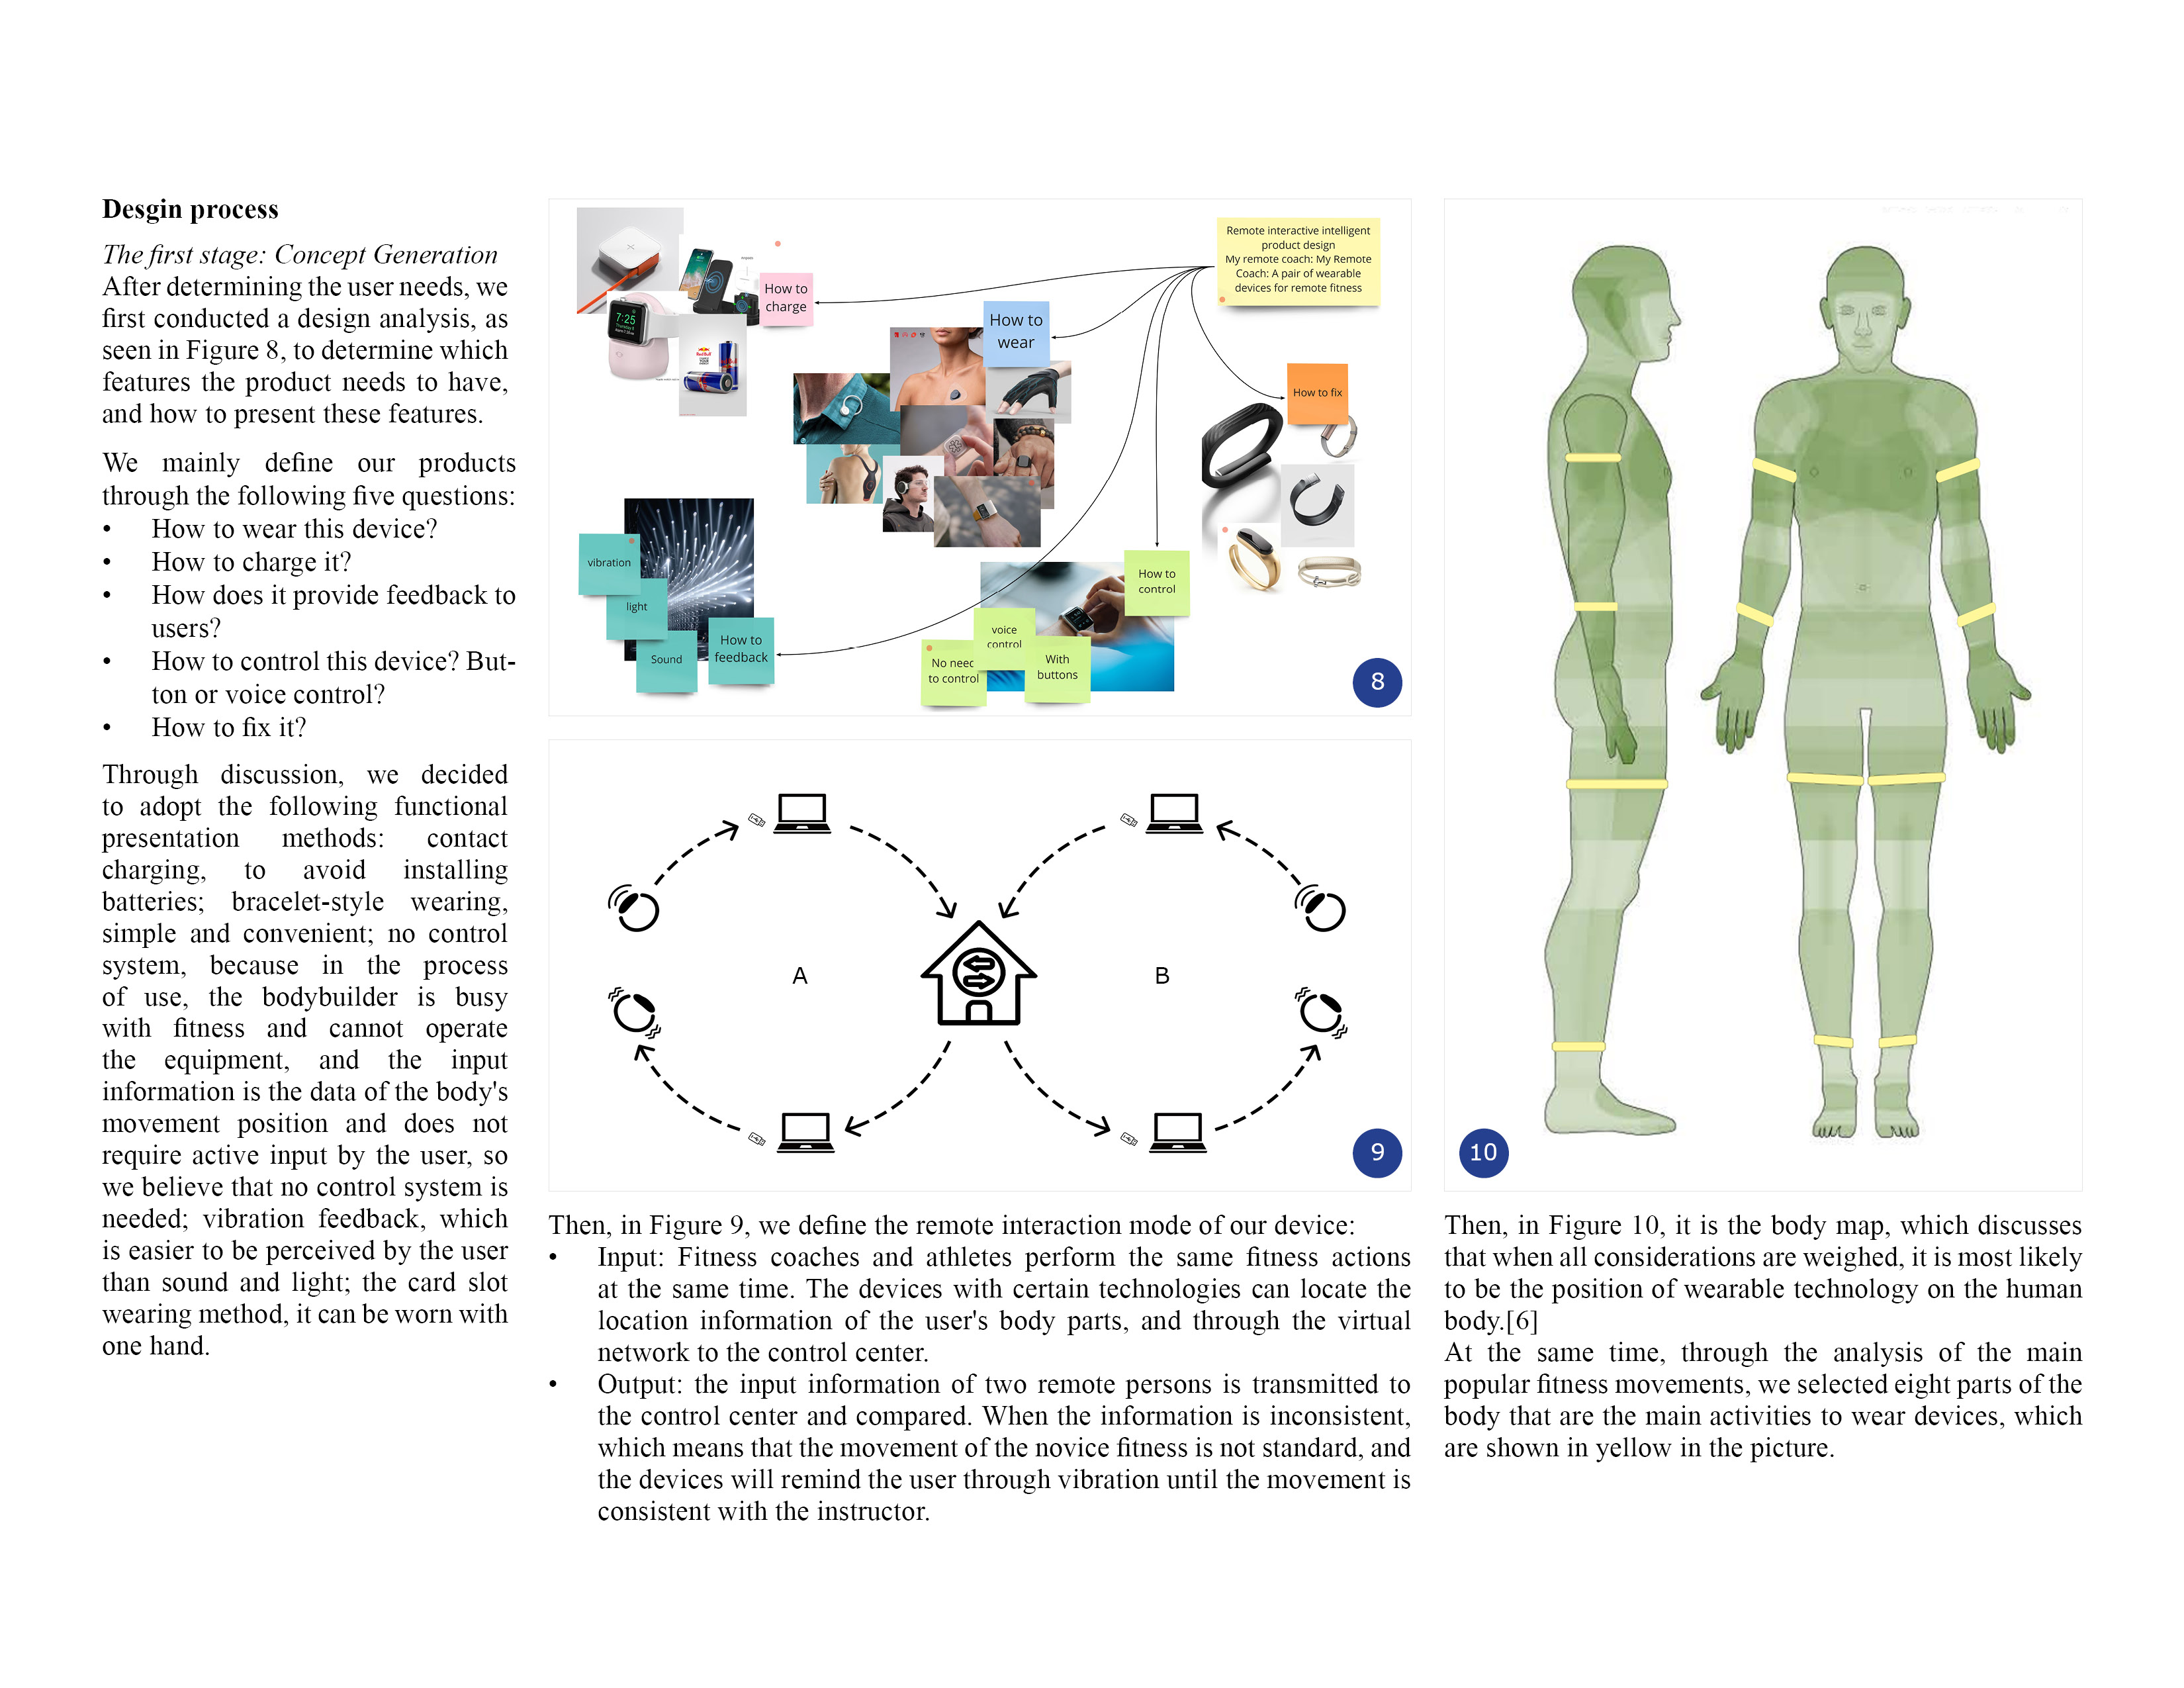 Desgin process
The first stage: Concept Generation
After determining the user needs, we
first conducted a design analysis, as
seen in Figure 8, to determine which
features the product needs to have,
and how to present these features.
We mainly define our products
through the following five questions:
• How to wear this device?
• How to charge it?
• How does it provide feedback to
users?
• How to control this device? But-
ton or voice control?
• How to fix it?
Through discussion, we decided
to adopt the following functional
presentation methods: contact
charging, to avoid installing
batteries; bracelet-style wearing,
simple and convenient; no control
system, because in the process
of use, the bodybuilder is busy
with fitness and cannot operate
the equipment, and the input
information is the data of the body's
movement position and does not
require active input by the user, so
we believe that no control system is
needed; vibration feedback, which
is easier to be perceived by the user
than sound and light; the card slot
wearing method, it can be worn with
one hand.
Remote interactive intelligent
product design
My remote coach: My Remote
Coach: A pair of wearable
devices for remote fitness
How to
charge
7:25
Red Bull
How to
wear
How to fix
vibration
light
Sound
How to
feedback
How to
control
voice
control
No need
to control
With
buttons
8
A
B
9
Then, in Figure 9, we define the remote interaction mode of our device:
• Input: Fitness coaches and athletes perform the same fitness actions
at the same time. The devices with certain technologies can locate the
location information of the user's body parts, and through the virtual
network to the control center.
• Output: the input information of two remote persons is transmitted to
the control center and compared. When the information is inconsistent,
which means that the movement of the novice fitness is not standard, and
the devices will remind the user through vibration until the movement is
consistent with the instructor.
10
Then, in Figure 10, it is the body map, which discusses
that when all considerations are weighed, it is most likely
to be the position of wearable technology on the human
body.[6]
At the same time, through the analysis of the main
popular fitness movements, we selected eight parts of the
body that are the main activities to wear devices, which
are shown in yellow in the picture.